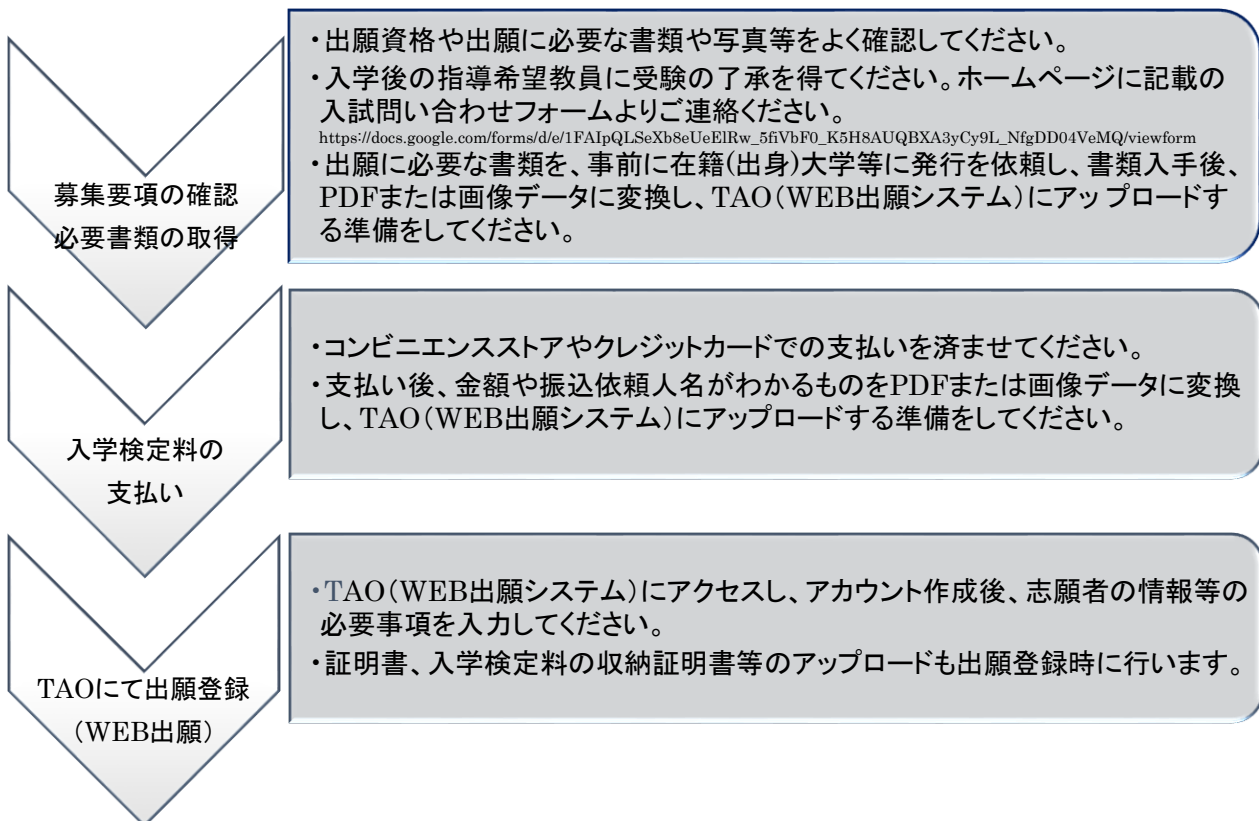 ・出願資格や出願に必要な書類や写真等をよく確認してください。
・入学後の指導希望教員に受験の了承を得てください。ホームページに記載の
入試問い合わせフォームよりご連絡ください。
https://docs.google.com/forms/d/e/1FAIpQLSeXb8eUeElRw_5fiVbF0_K5H8AUQBXA3yCy9L_NfgDD04VeMQ/viewform
・出願に必要な書類を、事前に在籍(出身)大学等に発行を依頼し、書類入手後、
PDFまたは画像データに変換し、TAO(WEB出願システム)にアップロードす
る準備をしてください。
募集要項の確認
必要書類の取得
・コンビニエンスストアやクレジットカードでの支払いを済ませてください。
・支払い後、金額や振込依頼人名がわかるものをPDFまたは画像データに変換
し、TAO(WEB出願システム)にアップロードする準備をしてください。
入学検定料の
支払い
・TAO(WEB出願システム)にアクセスし、アカウント作成後、志願者の情報等の
必要事項を入力してください。
・証明書、入学検定料の収納証明書等のアップロードも出願登録時に行います。
TAOにて出願登録
(WEB出願)